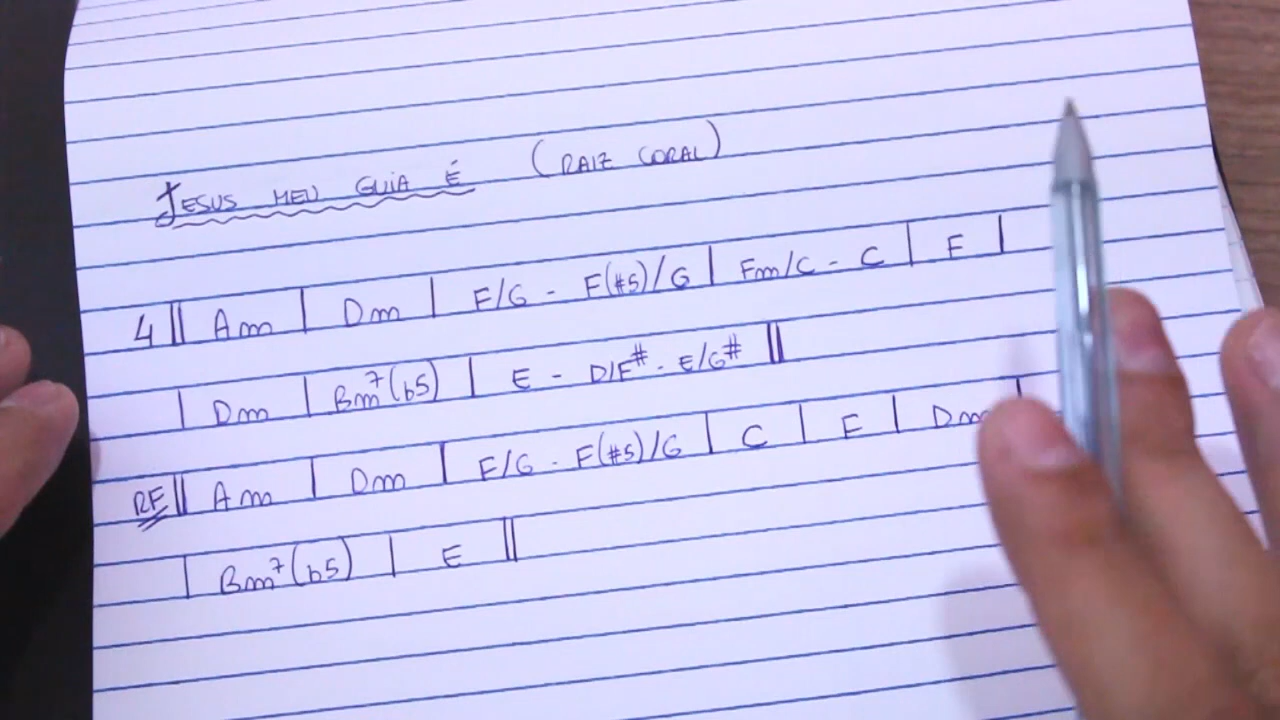 JESUS MEU GUIA É (RAIZ CORAL)
4 || Am | Dm | F/G - F(#5)/G | Fm/C - C | F |
| Dm | Bm7(b5) | E - D/F# - E/G# ||
RF || Am | Dm | F/G - F(#5)/G | C | F | Dm |
| Bm7(b5) | E ||